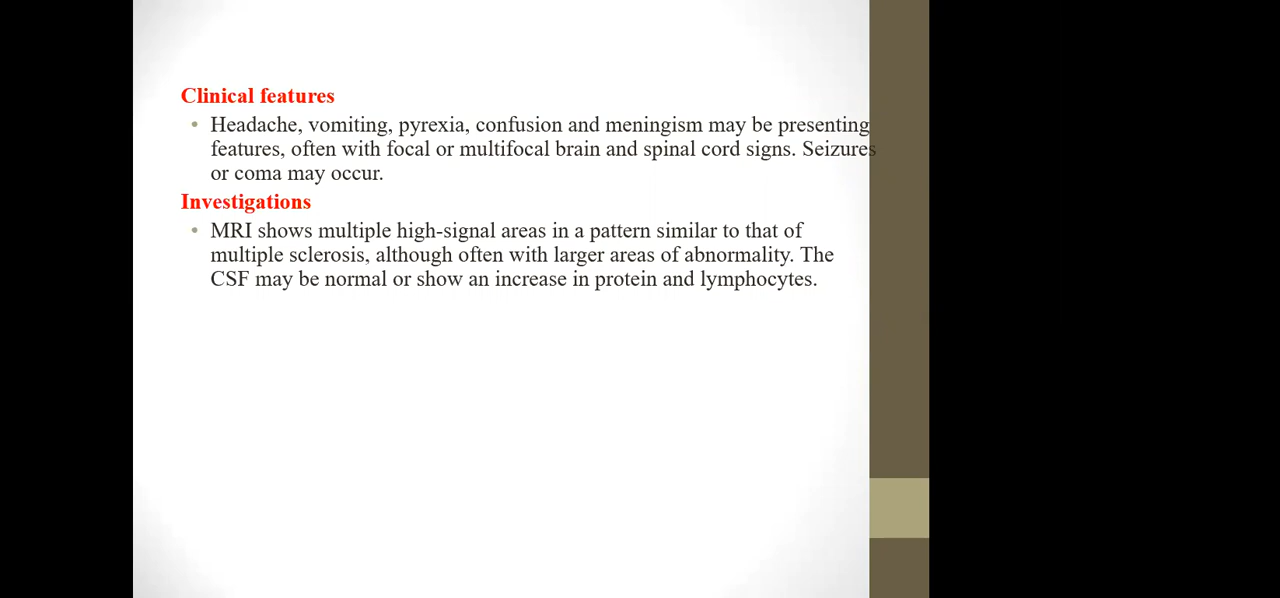 Clinical features
• Headache, vomiting, pyrexia, confusion and meningism may be presenting
features, often with focal or multifocal brain and spinal cord signs. Seizures
or coma may occur.
Investigations
• MRI shows multiple high-signal areas in a pattern similar to that of
multiple sclerosis, although often with larger areas of abnormality. The
CSF may be normal or show an increase in protein and lymphocytes.